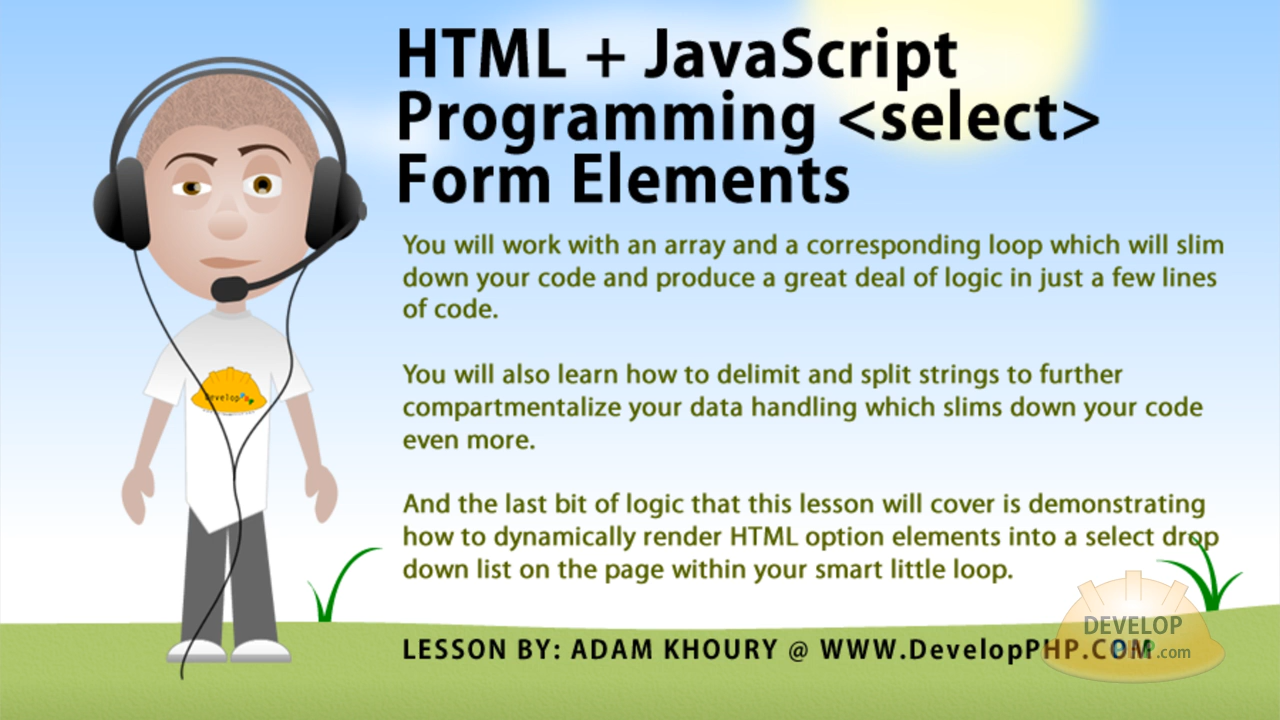 HTML + JavaScript
Programming <select>
Form Elements
You will work with an array and a corresponding loop which will slim
down your code and produce a great deal of logic in just a few lines
of code.
You will also learn how to delimit and split strings to further
compartmentalize your data handling which slims down your code
even more.
And the last bit of logic that this lesson will cover is demonstrating
how to dynamically render HTML option elements into a select drop
down list on the page within your smart little loop.
LESSON BY: ADAM KHOURY @ WWW.DevelopPHP.COM
Develop
DEVELOP
PHP.com